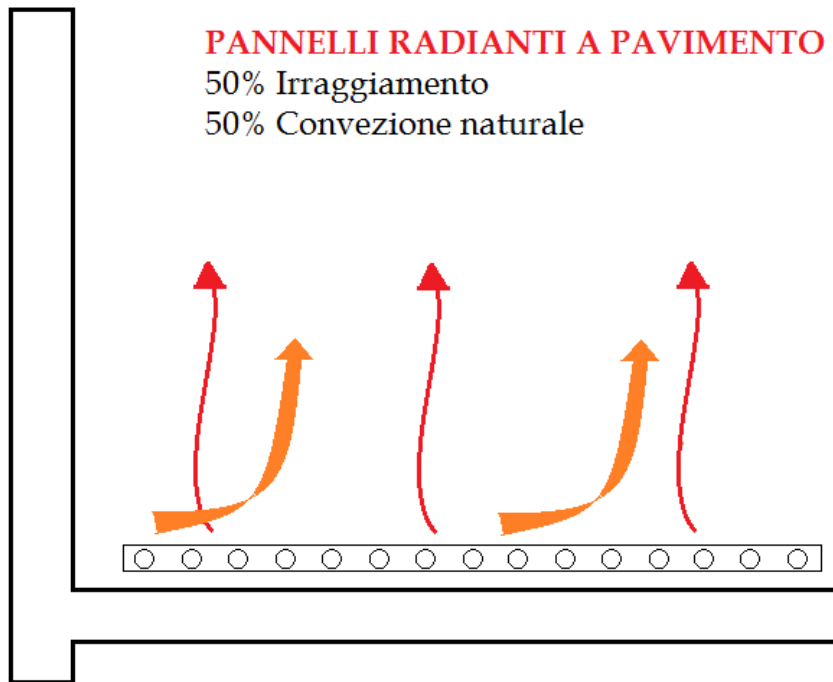 PANNELLI RADIANTI A PAVIMENTO
50% Irraggiamento
50% Convezione naturale